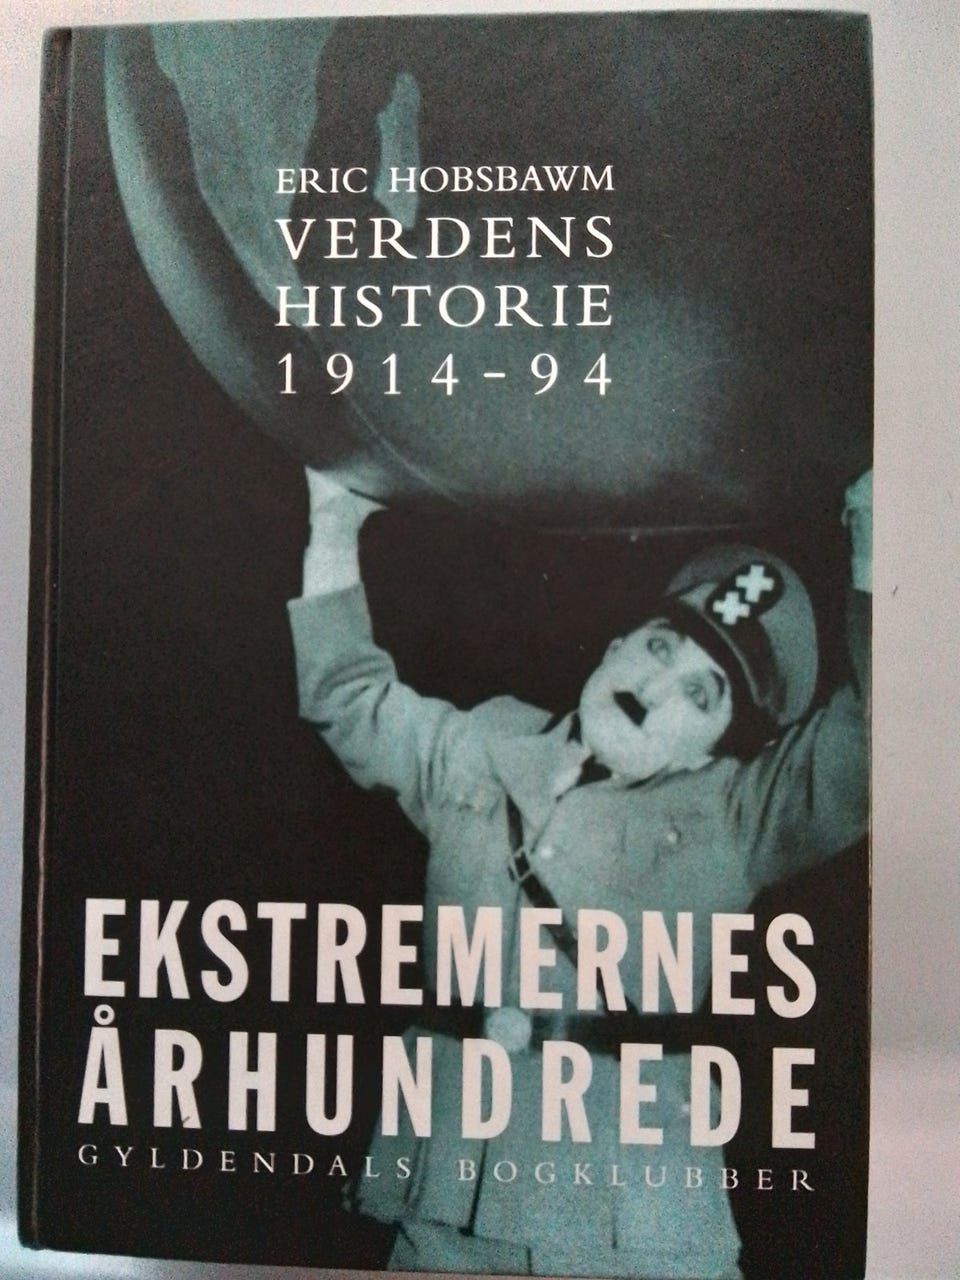 ERIC HOBSBAWM
VERDENS
HISTORIE
1914-94
EKSTREMERNES
ÅRHUNDREDE
GYLDENDALS BOGKLUBBER